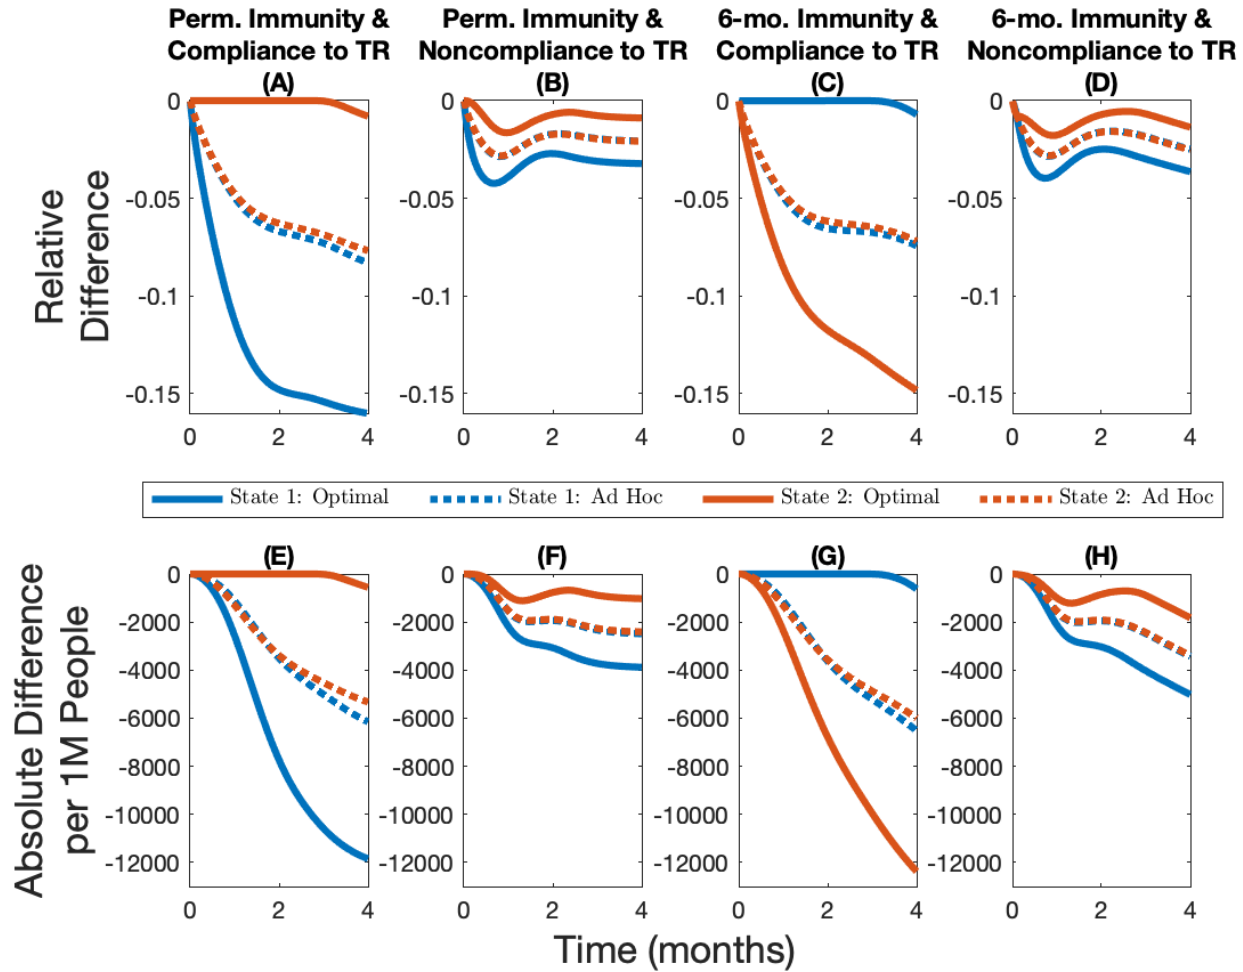 Perm. Immunity &
Compliance to TR
(A)
Perm. Immunity &
Noncompliance to TR
(B)
6-mo. Immunity &
Compliance to TR
(C)
6-mo. Immunity &
Noncompliance to TR
(D)
Relative
Difference
0
-0.05
-0.1
-0.15
0 2 4
0
-0.05
-0.1
-0.15
0 2 4
0
-0.05
-0.1
-0.15
0 2 4
0
-0.05
-0.1
-0.15
0 2 4
State 1: Optimal State 1: Ad Hoc State 2: Optimal State 2: Ad Hoc
Absolute Difference
per 1M People
(E)
0
-2000
-4000
-6000
-8000
-10000
-12000
0 2 4
(F)
0
-2000
-4000
-6000
-8000
-10000
-12000
0 2 4
(G)
0
-2000
-4000
-6000
-8000
-10000
-12000
0 2 4
(H)
0
-2000
-4000
-6000
-8000
-10000
-12000
0 2 4
Time (months)